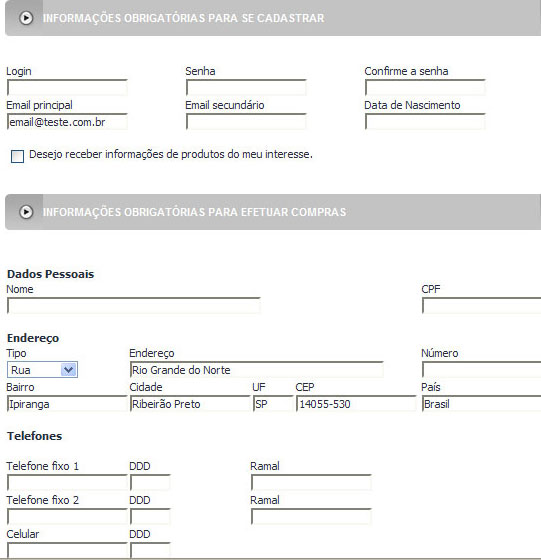 INFORMAÇÕES OBRIGATÓRIAS PARA SE CADASTRAR
Login Senha Confirme a senha
Email principal Email secundário Data de Nascimento
email@teste.com.br
Desejo receber informações de produtos do meu interesse.
INFORMAÇÕES OBRIGATÓRIAS PARA EFETUAR COMPRAS
Dados Pessoais
Nome CPF
Endereço
Tipo Endereço Número
Rua Rio Grande do Norte
Bairro Cidade UF CEP País
Ipiranga Ribeirão Preto SP 14055-530 Brasil
Telefones
Telefone fixo 1 DDD Ramal
Telefone fixo 2 DDD Ramal
Celular DDD